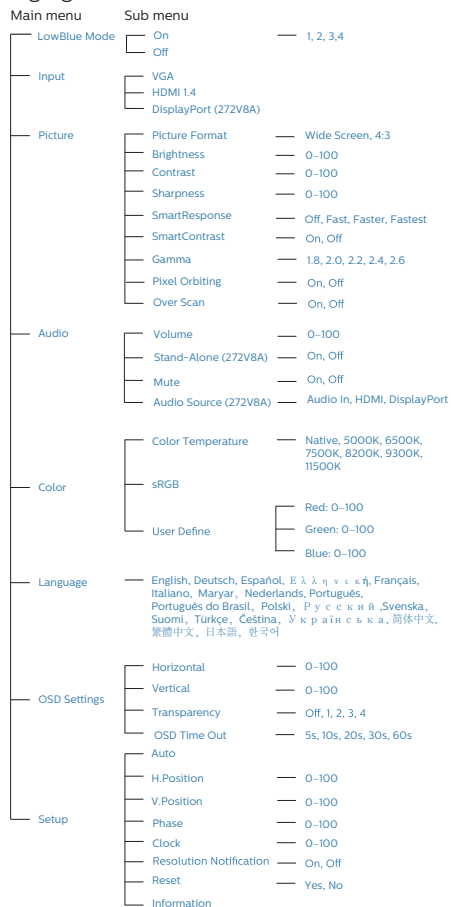 Main menu Sub menu
LowBlue Mode On 1, 2, 3,4
Off
Input VGA
HDMI 1.4
DisplayPort (272V8A)
Picture Picture Format Wide Screen, 4:3
Brightness 0–100
Contrast 0–100
Sharpness 0–100
SmartResponse Off, Fast, Faster, Fastest
SmartContrast On, Off
Gamma 1.8, 2.0, 2.2, 2.4, 2.6
Pixel Orbiting On, Off
Over Scan On, Off
Audio Volume 0–100
Stand-Alone (272V8A) On, Off
Mute On, Off
Audio Source (272V8A) Audio In, HDMI, DisplayPort
Color Temperature Native, 5000K, 6500K,
7500K, 8200K, 9300K,
11500K
Color sRGB
User Define Red: 0–100
Green: 0–100
Blue: 0–100
Language English, Deutsch, Español, Ελληνική, Français,
Italiano, Maryar, Nederlands, Português,
Português do Brasil, Polski, Русский ,Svenska,
Suomi, Türkçe, Čeština, Українська, 简体中文,
繁體中文, 日本語, 한국어
OSD Settings Horizontal 0–100
Vertical 0–100
Transparency Off, 1, 2, 3, 4
OSD Time Out 5s, 10s, 20s, 30s, 60s
Setup Auto
H.Position 0–100
V.Position 0–100
Phase 0–100
Clock 0–100
Resolution Notification On, Off
Reset Yes, No
Information